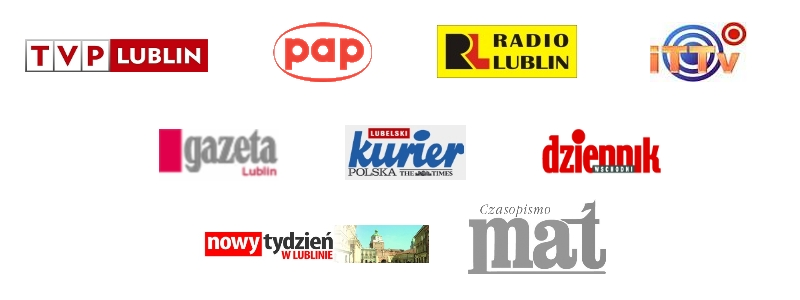 TVP LUBLIN
pap
RADIO
LUBLIN
iTTv
gazeta
Lublin
LUBELSKI
kurier
POLSKA THE TIMES
dziennik
WSCHODNI
nowy tydzień
W LUBLINIE
Czasopismo
mat